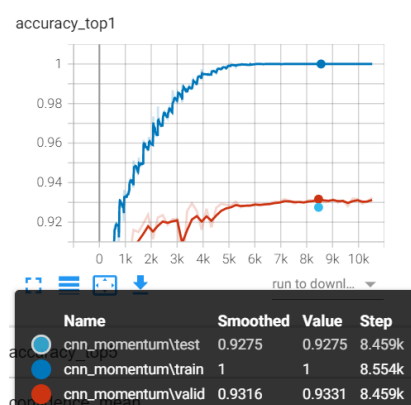 accuracy_top1
1
0.98
0.96
0.94
0.92
0 1k 2k 3k 4k 5k 6k 7k 8k 9k 10k
run to downl...
Name Smoothed Value Step
cnn_momentum\test 0.9275 0.9275 8.459k
accuracy_top5
cnn_momentum\train 1 1 8.554k
cnn_momentum\valid 0.9316 0.9331 8.459k
confidence_mean